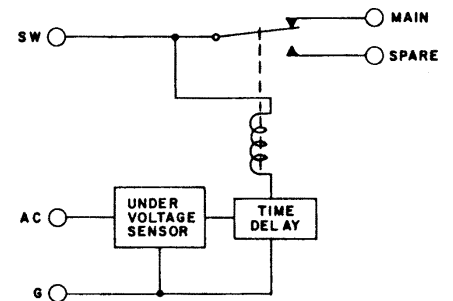 MAIN
SW
SPARE
UNDER
VOLTAGE
SENSOR
TIME
DELAY
AC
G